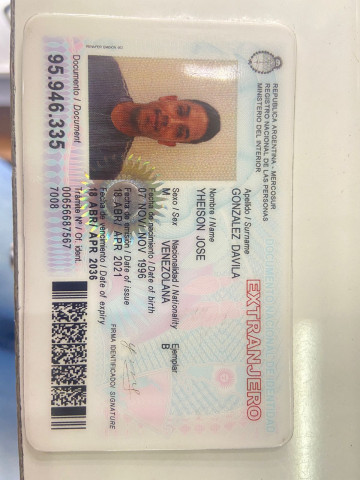 REPUBLICA ARGENTINA - MERCOSUR
REGISTRO NACIONAL DE LAS PERSONAS
MINISTERIO DEL INTERIOR
EXTRANJERO
Apellido / Surname
GONZALEZ DAVILA
Nombre / Name
YHEISON JOSE
Sexo / Sex
Nacionalidad / Nationality
Ejemplar
M
VENEZOLANA
B
Fecha de nacimiento / Date of birth
07 NOV/ NOV 1996
Fecha de emisión / Date of issue
18 ABR/ APR 2021
Fecha de vencimiento / Date of expiry
18 ABR/ APR 2036
FIRMA IDENTIFICADO/ SIGNATURE
Documento / Document
95.946.335
Trámite Nº / Of. ident.
00656687567
7008